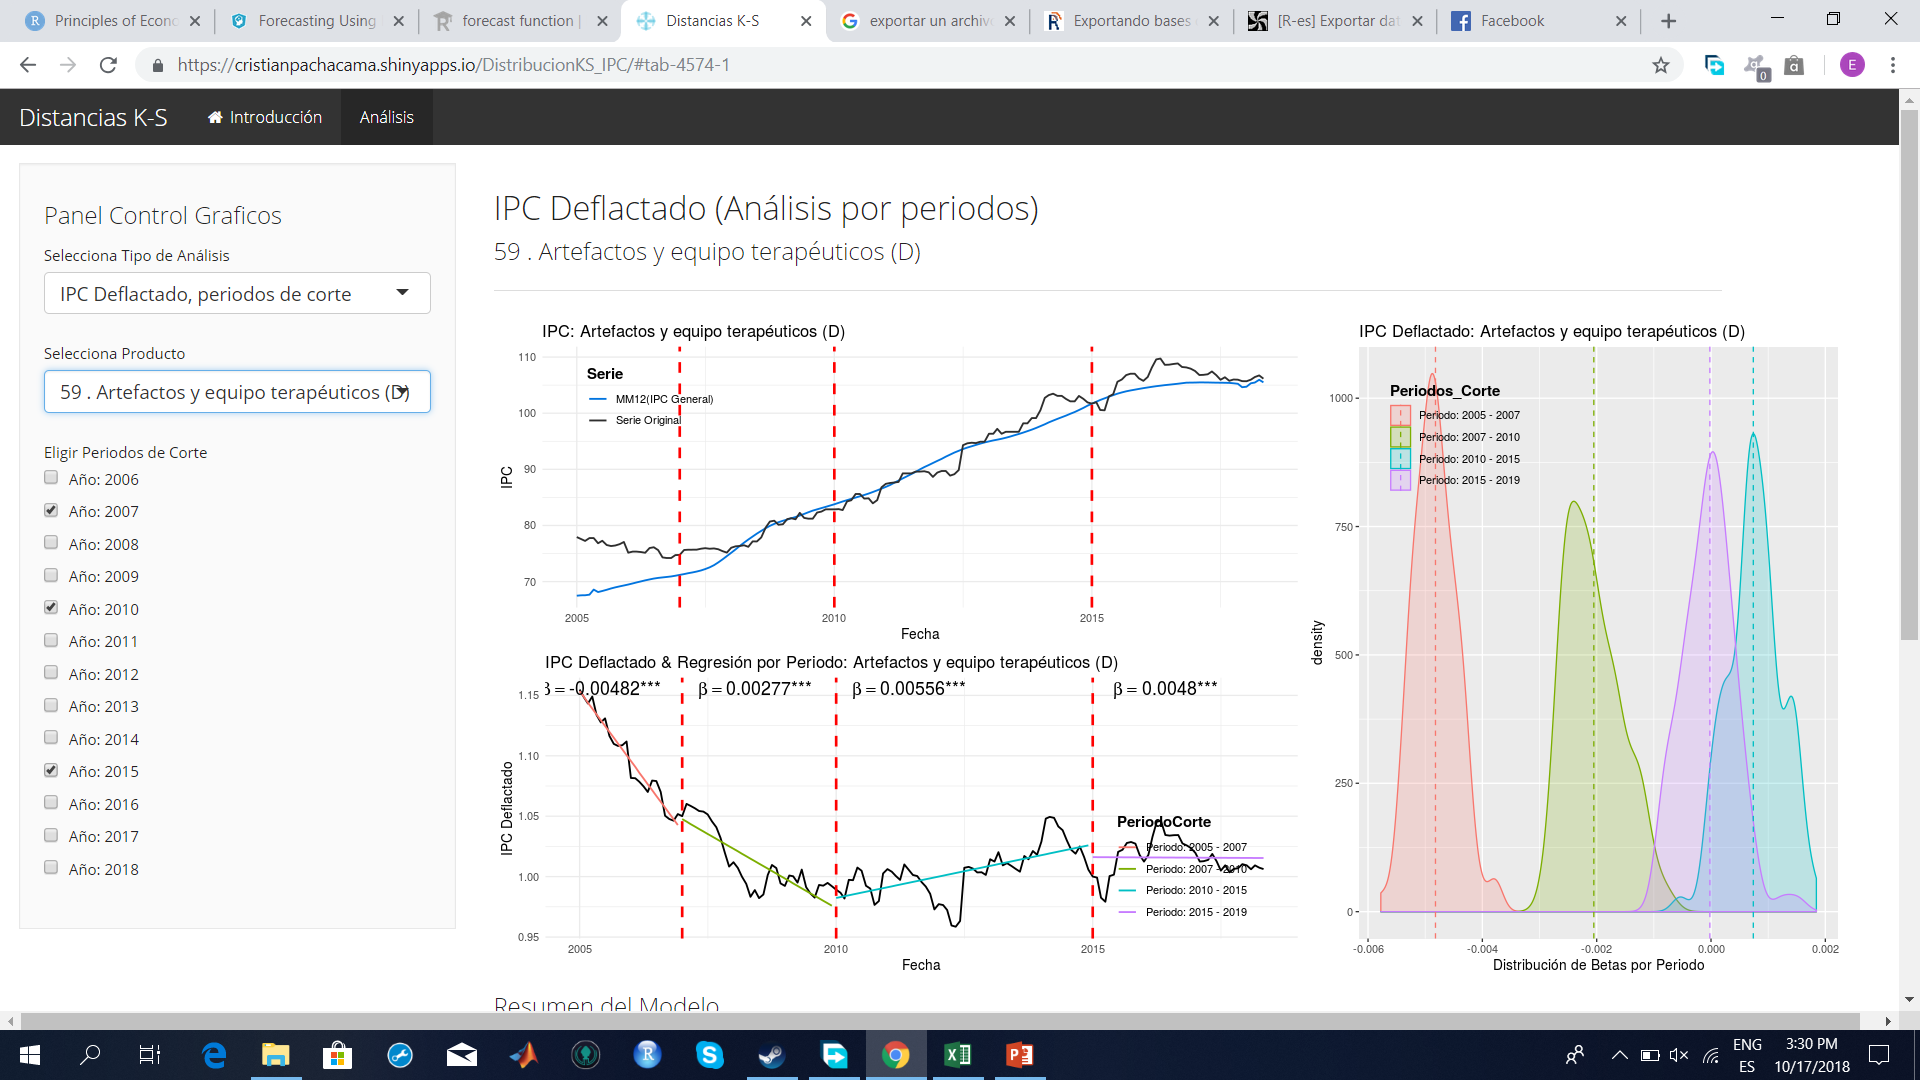 Principles of Econo
Forecasting Using
forecast function |
Distancias K-S
exportar un archiv
Exportando bases
[R-es] Exportar dat
Facebook
https://cristianpachacama.shinyapps.io/DistribucionKS_IPC/#tab-4574-1
0
E
Distancias K-S
Introducción
Análisis
Panel Control Graficos
Selecciona Tipo de Análisis
IPC Deflactado, periodos de corte
Selecciona Producto
59 . Artefactos y equipo terapéuticos (D)
Eligir Periodos de Corte
Año: 2006
Año: 2007
Año: 2008
Año: 2009
Año: 2010
Año: 2011
Año: 2012
Año: 2013
Año: 2014
Año: 2015
Año: 2016
Año: 2017
Año: 2018
IPC Deflactado (Análisis por periodos)
59 . Artefactos y equipo terapéuticos (D)
IPC: Artefactos y equipo terapéuticos (D)
Serie
MM12(IPC General)
Serie Original
110
100
90
80
70
IPC
2005
2010
2015
Fecha
IPC Deflactado & Regresión por Periodo: Artefactos y equipo terapéuticos (D)
β = -0.00482***
β = 0.00277***
β = 0.00556***
β = 0.0048***
1.15
1.10
1.05
1.00
0.95
IPC Deflactado
PeriodoCorte
Periodo: 2005 - 2007
Periodo: 2007 - 2010
Periodo: 2010 - 2015
Periodo: 2015 - 2019
2005
2010
2015
Fecha
IPC Deflactado: Artefactos y equipo terapéuticos (D)
Periodos_Corte
Periodo: 2005 - 2007
Periodo: 2007 - 2010
Periodo: 2010 - 2015
Periodo: 2015 - 2019
1000
750
500
250
0
density
-0.006
-0.004
-0.002
0.000
0.002
Distribución de Betas por Periodo
Resumen del Modelo
ENG
ES
3:30 PM
10/17/2018